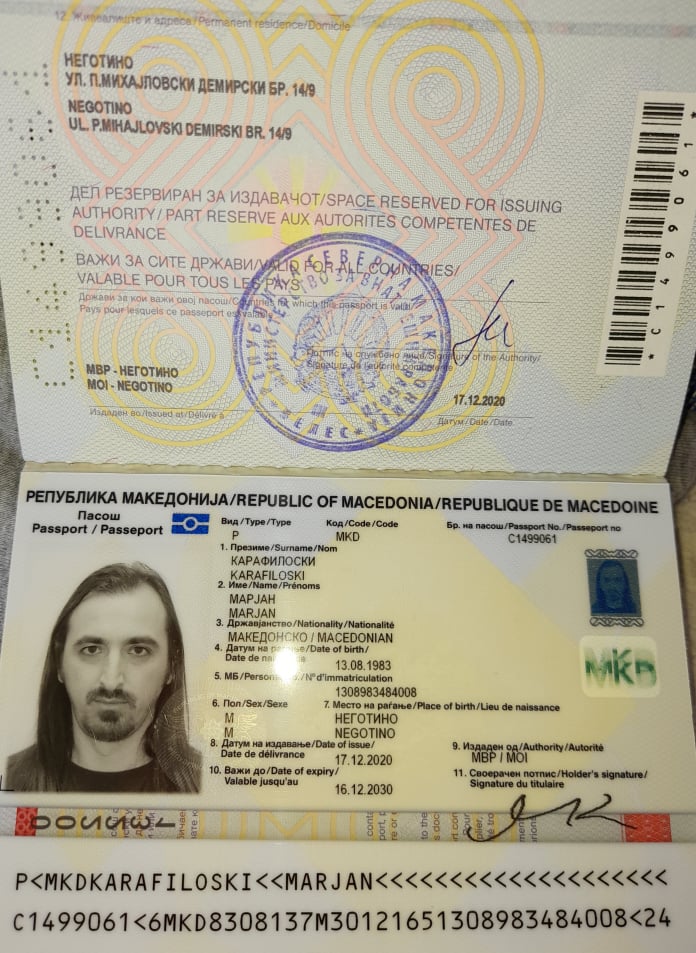 12. Живеалиште и адреса/Permanent residence/Domicile
НЕГОТИНО
УЛ. П.МИХАЈЛОВСКИ ДЕМИРСКИ БР. 14/9
NEGOTINO
UL. P.MIHAJLOVSKI DEMIRSKI BR. 14/9
ДЕЛ РЕЗЕРВИРАН ЗА ИЗДАВАЧОТ/SPACE RESERVED FOR ISSUING
AUTHORITY/ PART RESERVE AUX AUTORITES COMPETENTES DE
DELIVRANCE
ВАЖИ ЗА СИТЕ ДРЖАВИ/VALID FOR ALL COUNTRIES/
VALABLE POUR TOUS LES PAYS
Држави за кои важи овој пасош/Countries for which this passport is valid/
Pays pour lesquels ce passeport est valable
Потпис на службено лице/Signature of the Authority/
Signature de l'autorité compétente
МВР - НЕГОТИНО
MOI - NEGOTINO
17.12.2020
Издаден во/Issued at/Délivré à
Датум/Date/Date
*C1499061*
РЕПУБЛИКА МАКЕДОНИЈА/REPUBLIC OF MACEDONIA/REPUBLIQUE DE MACEDOINE
Пасош
Passport / Passeport
Вид/Type/Type
P
Код/Code/Code
MKD
Бр. на пасош/Passport No./Passeport no
C1499061
1. Презиме/Surname/Nom
КАРАФИЛОСКИ
KARAFILOSKI
2. Име/Name/Prénoms
МАРЈАН
MARJAN
3. Државјанство/Nationality/Nationalité
МАКЕДОНСКО / MACEDONIAN
4. Датум на /Date of birth/
Date de
13.08.1983
5. МБ/ /N°d'immatriculation
1308983484008
6. Пол/Sex/Sexe
М
M
7. Место на раѓање/Place of birth/Lieu de naissance
НЕГОТИНО
NEGOTINO
8. Датум на издавање/Date of issue/
Date de délivrance
17.12.2020
9. Издаден од/Authority/Autorité
МВР / MOI
10. Важи до/Date of expiry/
Valable jusqu'au
16.12.2030
11. Своерачен потпис/Holder's signature/
Signature du titulaire
MKD
P<MKDKARAFILOSKI<<MARJAN<<<<<<<<<<<<<<<<<<<<
C1499061<6MKD8308137M30121651308983484008<24